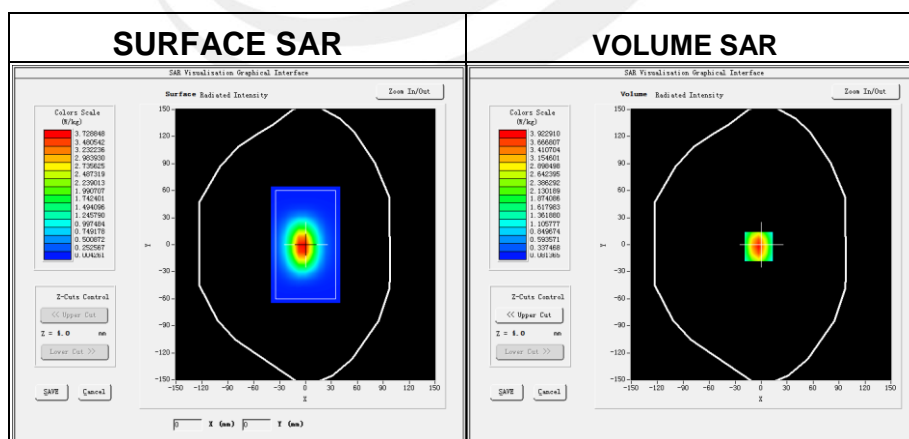 SURFACE SAR
VOLUME SAR
SAR Visualisation Graphical Interface
Surface Radiated Intensity
Zoom In/Out
Colors Scale
(W/kg)
3.728848
3.480542
3.232236
2.983930
2.735625
2.487319
2.239013
1.990707
1.742401
1.494096
1.245790
0.997484
0.749178
0.500872
0.252567
0.004261
Z-Cuts Control
<< Upper Cut
Z = 4.0 mm
Lower Cut >>
SAVE Cancel
150
120
90
60
30
0
-30
-60
-90
-120
-150
Y
-150 -120 -90 -60 -30 0 30 60 90 120 150
X
0 X (mm) 0 Y (mm)
SAR Visualisation Graphical Interface
Volume Radiated Intensity
Zoom In/Out
Colors Scale
(W/kg)
3.922910
3.666807
3.410704
3.154601
2.898498
2.642395
2.386292
2.130189
1.874086
1.617983
1.361880
1.105777
0.849674
0.593571
0.337468
0.081365
Z-Cuts Control
<< Upper Cut
Z = 4.0 mm
Lower Cut >>
SAVE Cancel
150
120
90
60
30
0
-30
-60
-90
-120
-150
Y
-150 -120 -90 -60 -30 0 30 60 90 120 150
X